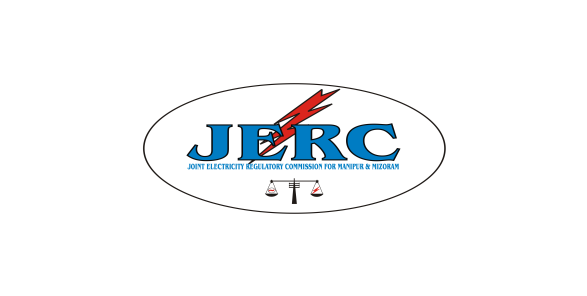 JERC
JOINT ELECTRICITY REGULATORY COMMISSION FOR MANIPUR & MIZORAM